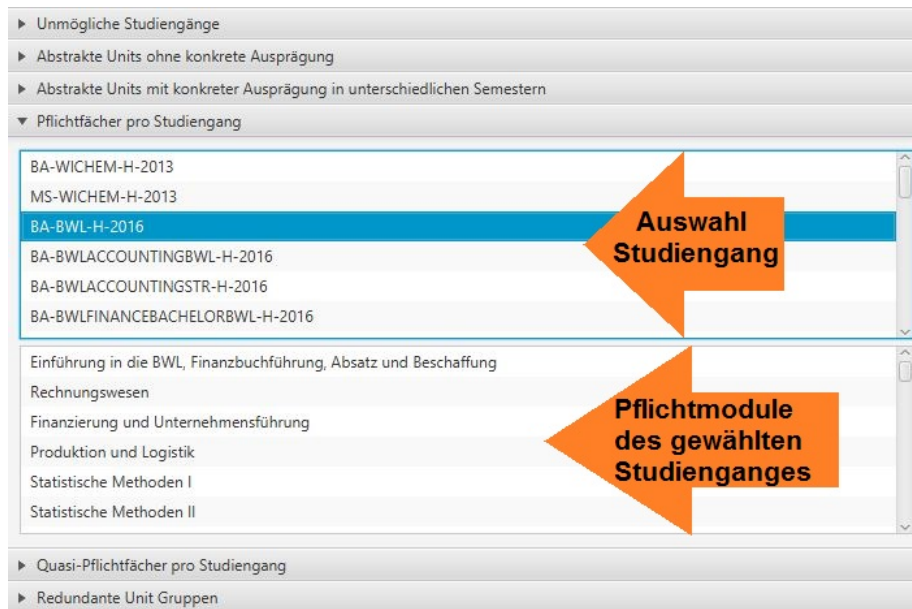 Unmögliche Studiengänge
Abstrakte Units ohne konkrete Ausprägung
Abstrakte Units mit konkreter Ausprägung in unterschiedlichen Semestern
Pflichtfächer pro Studiengang
BA-WICHEM-H-2013
MS-WICHEM-H-2013
BA-BWL-H-2016
BA-BWLACCOUNTINGBWL-H-2016
BA-BWLACCOUNTINGSTR-H-2016
BA-BWLFINANCEBACHELORBWL-H-2016
Auswahl
Studiengang
Einführung in die BWL, Finanzbuchführung, Absatz und Beschaffung
Rechnungswesen
Finanzierung und Unternehmensführung
Produktion und Logistik
Statistische Methoden I
Statistische Methoden II
Pflichtmodule
des gewählten
Studienganges
Quasi-Pflichtfächer pro Studiengang
Redundante Unit Gruppen